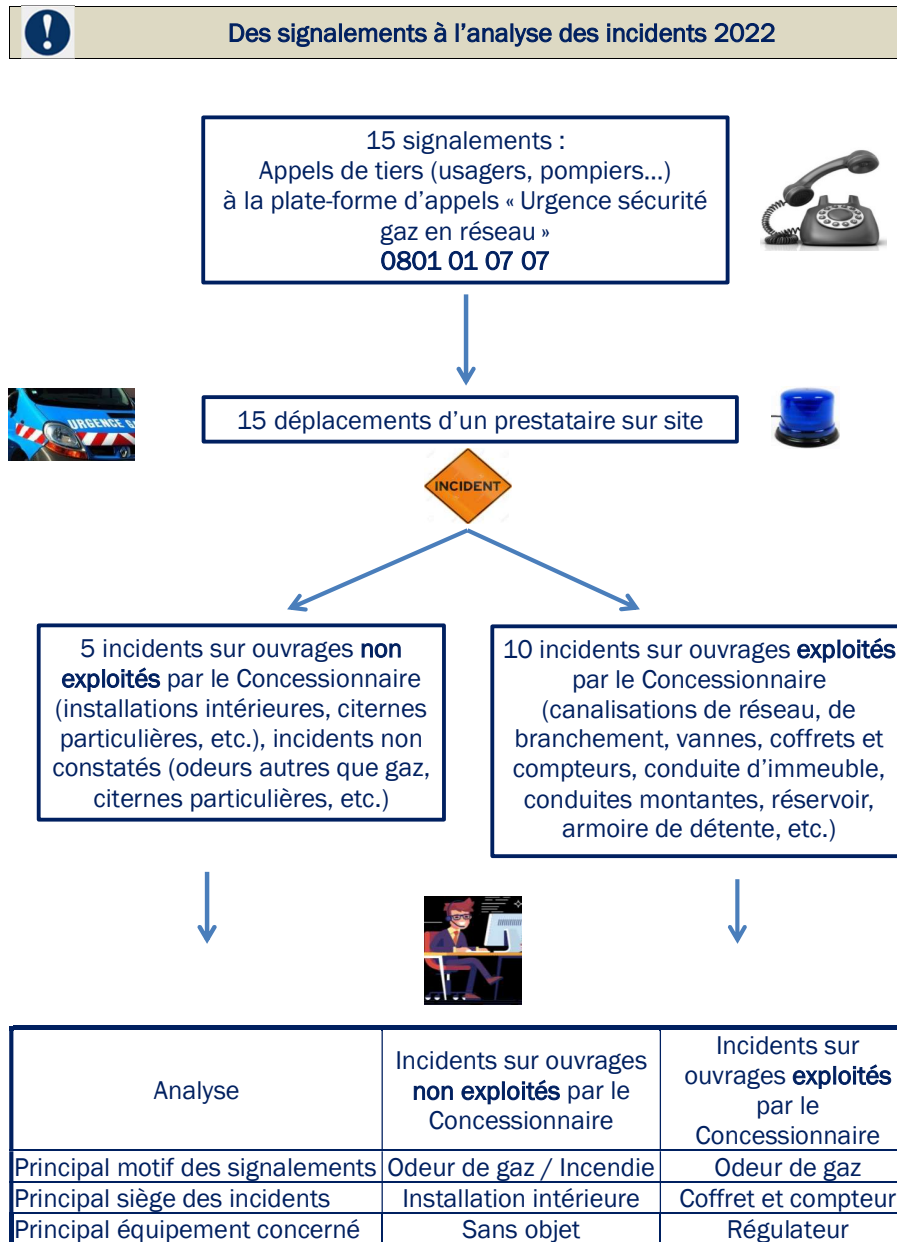 Des signalements à l'analyse des incidents 2022
15 signalements :
Appels de tiers (usagers, pompiers...)
à la plate-forme d'appels « Urgence sécurité
gaz en réseau »
0801 01 07 07
URGENCE G
15 déplacements d'un prestataire sur site
INCIDENT
5 incidents sur ouvrages non
exploités par le Concessionnaire
(installations intérieures, citernes
particulières, etc.), incidents non
constatés (odeurs autres que gaz,
citernes particulières, etc.)
10 incidents sur ouvrages exploités
par le Concessionnaire
(canalisations de réseau, de
branchement, vannes, coffrets et
compteurs, conduite d'immeuble,
conduites montantes, réservoir,
armoire de détente, etc.)
Analyse
Incidents sur ouvrages
non exploités par le
Concessionnaire
Incidents sur
ouvrages exploités
par le
Concessionnaire
Principal motif des signalements Odeur de gaz / Incendie Odeur de gaz
Principal siège des incidents Installation intérieure Coffret et compteur
Principal équipement concerné Sans objet Régulateur